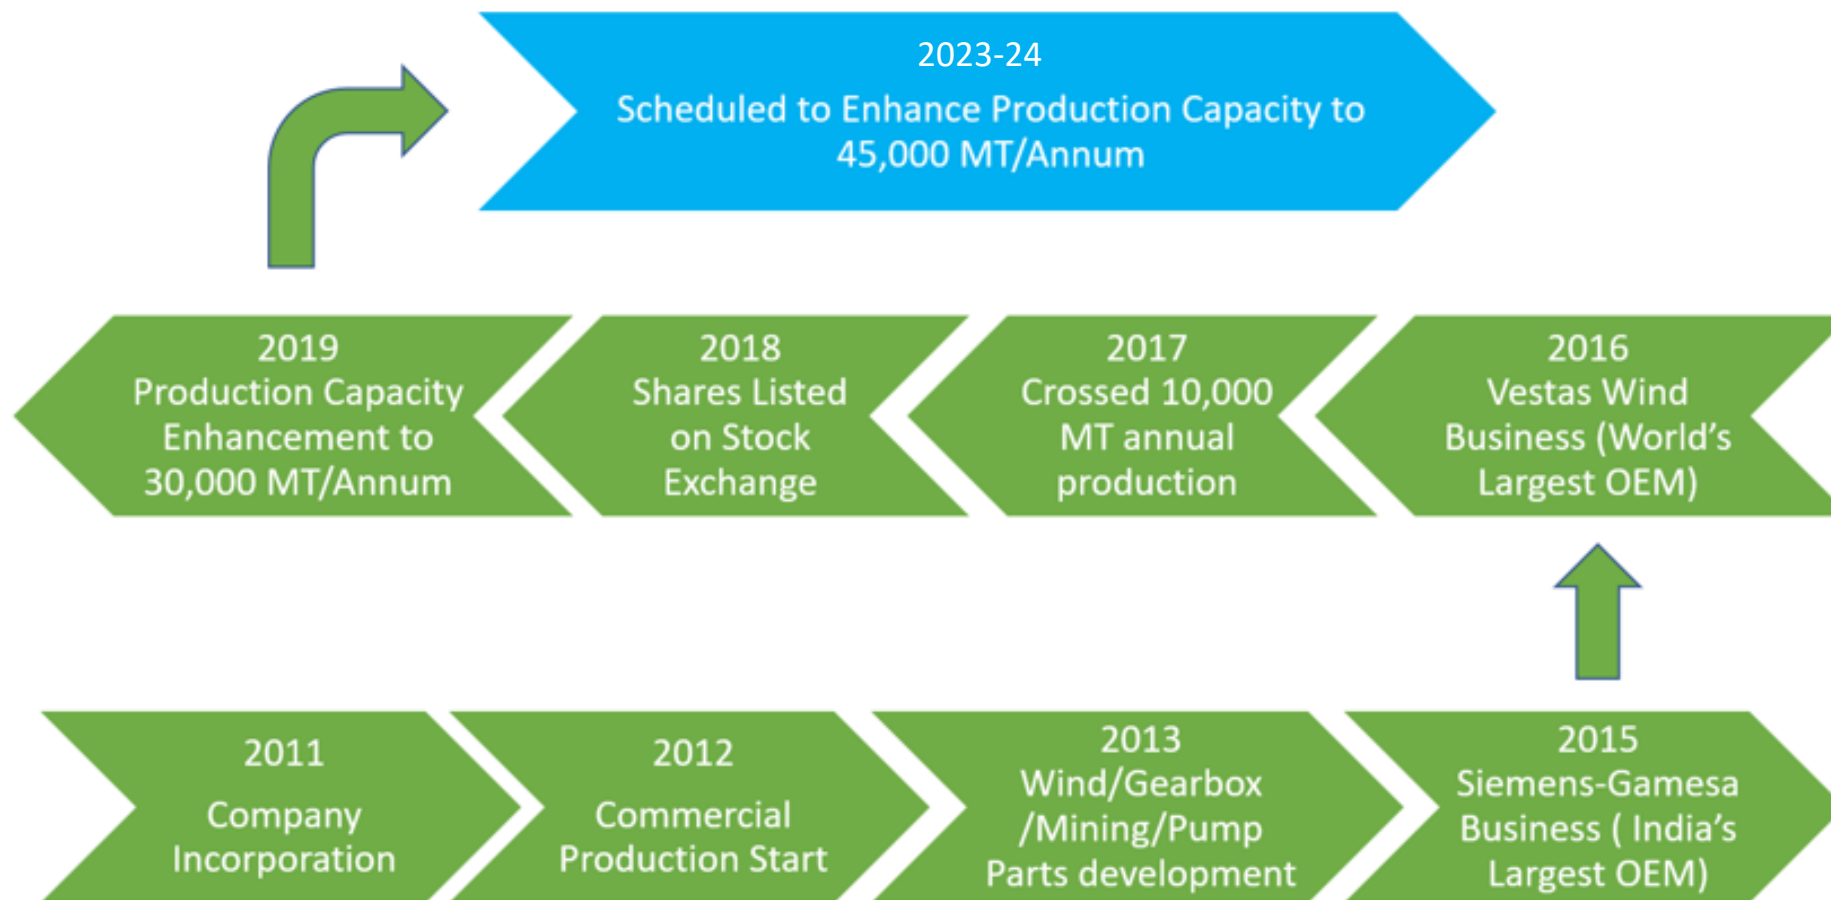 2023-24
Scheduled to Enhance Production Capacity to
45,000 MT/Annum
2019
Production Capacity
Enhancement to
30,000 MT/Annum
2018
Shares Listed
on Stock
Exchange
2017
Crossed 10,000
MT annual
production
2016
Vestas Wind
Business (World’s
Largest OEM)
2011
Company
Incorporation
2012
Commercial
Production Start
2013
Wind/Gearbox
/Mining/Pump
Parts development
2015
Siemens-Gamesa
Business ( India’s
Largest OEM)